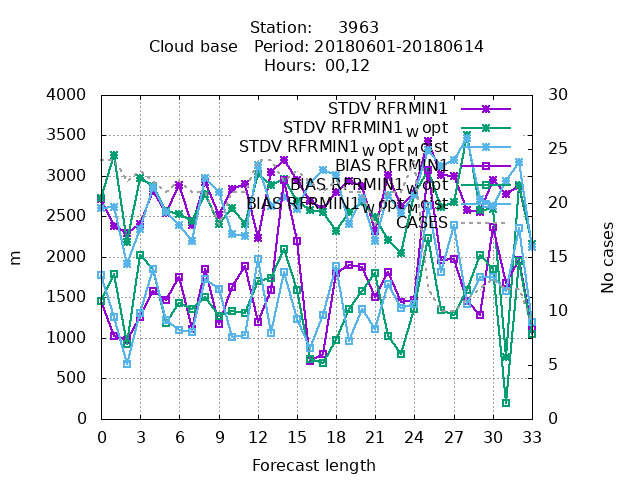 Station: 3963
Cloud base Period: 20180601-20180614
Hours: 00,12
4000
3500
3000
2500
2000
1500
1000
500
0
m
30
25
20
15
10
5
0
No cases
STDV RFRMIN1
STDV RFRMIN1 W opt
STDV RFRMIN1 W opt M cist
BIAS RFRMIN1
BIAS RFRMIN1 W opt
BIAS RFRMIN1 W opt M cist
CASES
0 3 6 9 12 15 18 21 24 27 30 33
Forecast length